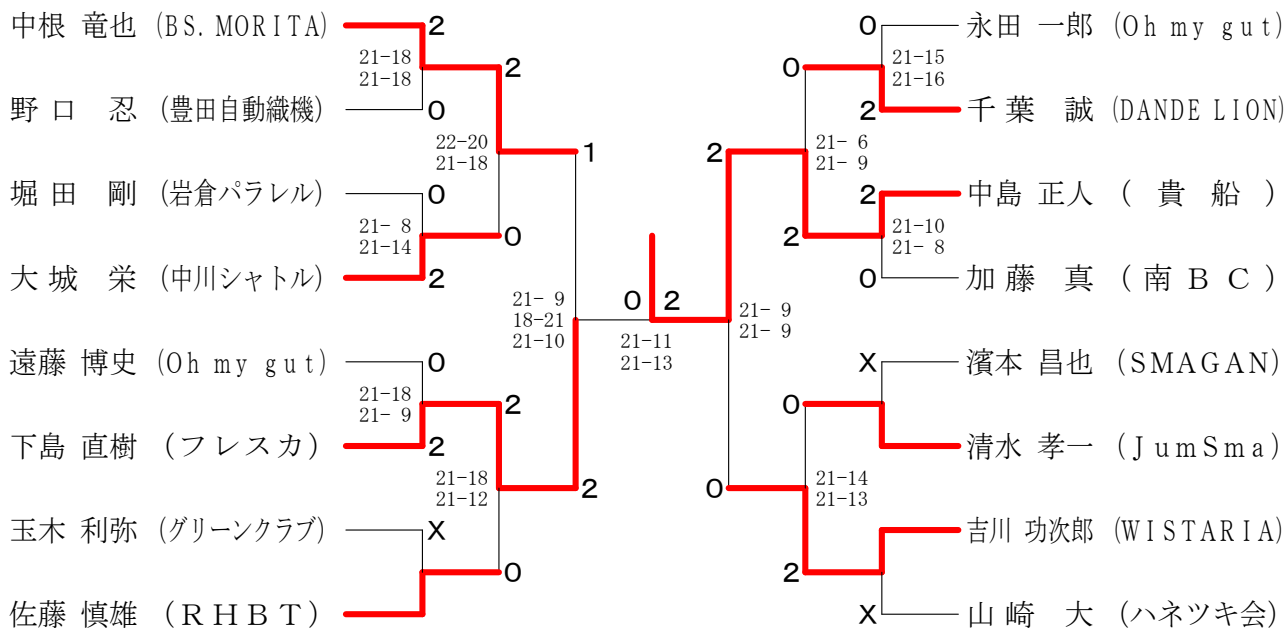 中根 竜也 (BS. MORITA) 2
21-18
21-18
2
野口 忍 (豊田自動織機) 0
22-20
21-18
1
堀田 剛 (岩倉パラレル) 0
21- 8
21-14
0
大城 栄 (中川シャトル) 2
21- 9
18-21
21-10
遠藤 博史 (Oh my gut) 0
21-18
21- 9
2
下島 直樹 (フレスカ) 2
21-18
21-12
2
玉木 利弥 (グリーンクラブ) X
0
佐藤 慎雄 (RHBT)
0 2
21-11
21-13
0 永田 一郎 (Oh my gut)
0
21-15
21-16
2 千葉 誠 (DANDE LION)
2
21- 6
21- 9
2 中島 正人 (貴船)
2
21-10
21- 8
0 加藤 真 (南BC)
21- 9
21- 9
X 濱本 昌也 (SMAGAN)
0
清水 孝一 (JumSma)
0
21-14
21-13
吉川 功次郎 (WISTARIA)
2
X 山崎 大 (ハネツキ会)